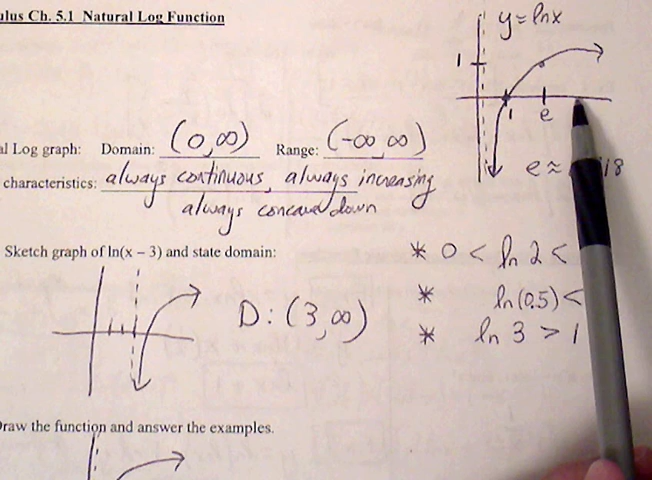 ulus Ch. 5.1 Natural Log Function
y = lnx
1
1 e
e ≈ 18
al Log graph: Domain: (0,∞) Range: (-∞,∞)
characteristics: always continuous, always increasing
always concave down
Sketch graph of ln(x – 3) and state domain:
D: (3,∞)
* 0 < ln 2 <
* ln(0.5) <
* ln 3 > 1
Draw the function and answer the examples.